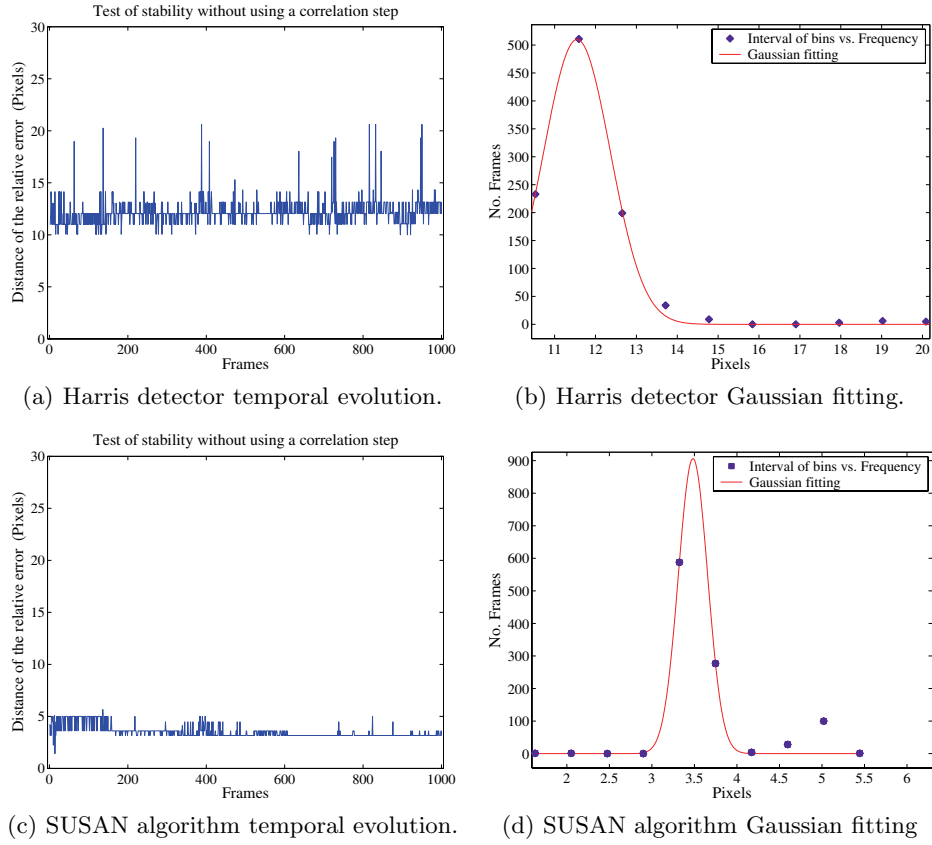 Test of stability without using a correlation step
Distance of the relative error (Pixels)
30
25
20
15
10
5
0
0 200 400 600 800 1000
Frames
(a) Harris detector temporal evolution.
Interval of bins vs. Frequency
Gaussian fitting
No. Frames
500
450
400
350
300
250
200
150
100
50
0
11 12 13 14 15 16 17 18 19 20
Pixels
(b) Harris detector Gaussian fitting.
Test of stability without using a correlation step
Distance of the relative error (Pixels)
30
25
20
15
10
5
0
0 200 400 600 800 1000
Frames
(c) SUSAN algorithm temporal evolution.
Interval of bins vs. Frequency
Gaussian fitting
No. Frames
900
800
700
600
500
400
300
200
100
0
2 2.5 3 3.5 4 4.5 5 5.5 6
Pixels
(d) SUSAN algorithm Gaussian fitting